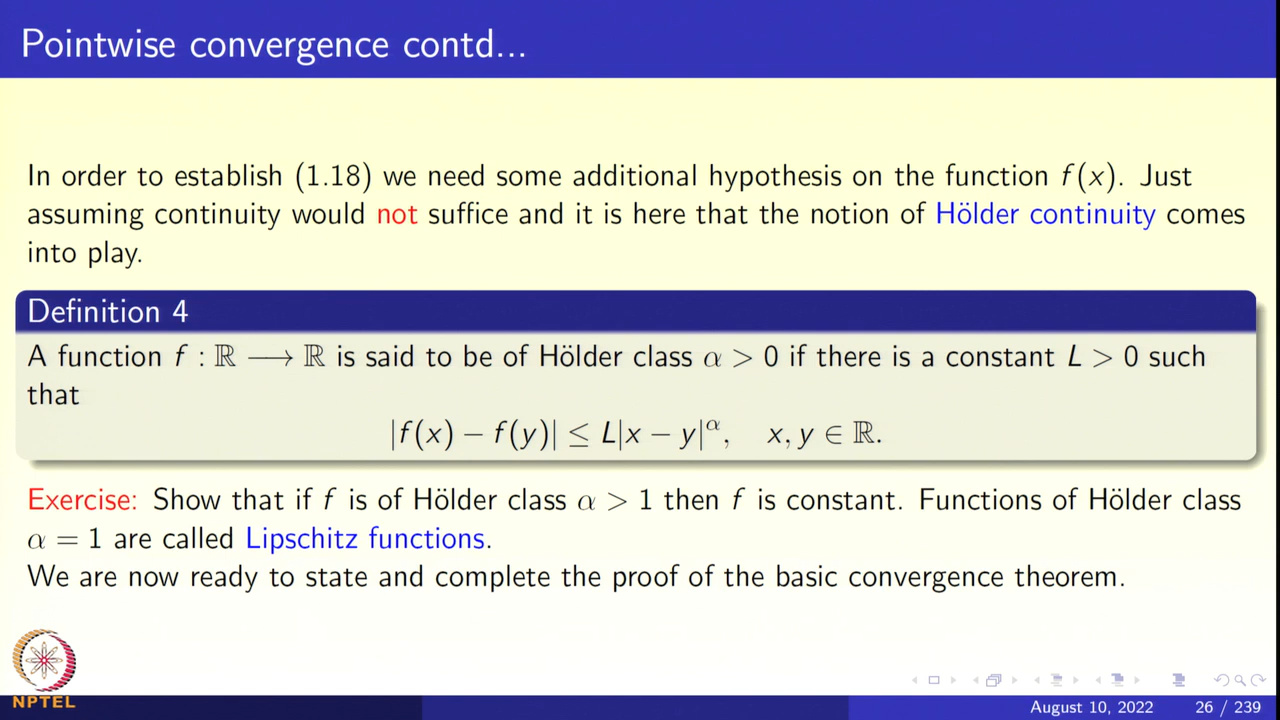 Pointwise convergence contd...
In order to establish (1.18) we need some additional hypothesis on the function f(x). Just
assuming continuity would not suffice and it is here that the notion of Hölder continuity comes
into play.
Definition 4
A function f : ℝ ⟶ ℝ is said to be of Hölder class α > 0 if there is a constant L > 0 such
that
|f(x) − f(y)| ≤ L|x − y|^α, x, y ∈ ℝ.
Exercise: Show that if f is of Hölder class α > 1 then f is constant. Functions of Hölder class
α = 1 are called Lipschitz functions.
We are now ready to state and complete the proof of the basic convergence theorem.
NPTEL
August 10, 2022 26 / 239